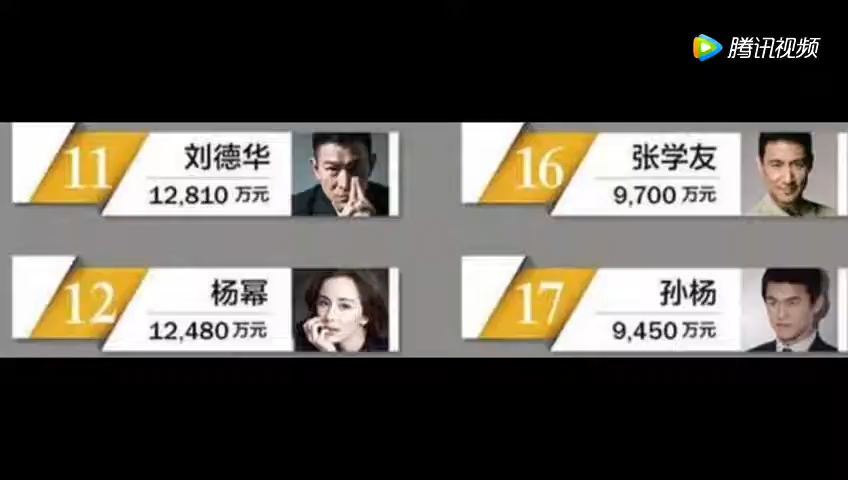 腾讯视频
11
刘德华
12,810 万元
16
张学友
9,700 万元
12
杨幂
12,480 万元
17
孙杨
9,450 万元